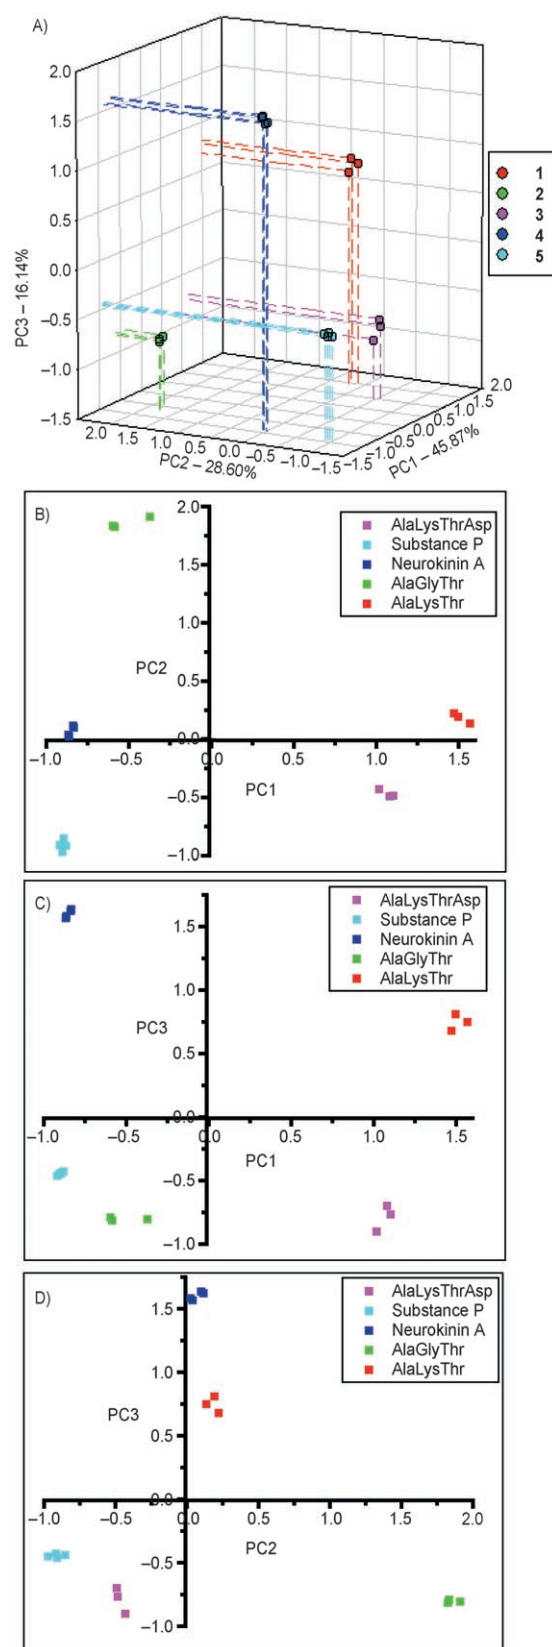 A)
2.0
1.5
1.0
0.5
0.0
−0.5
−1.0
−1.5
PC3 – 16.14%
2.0
1.5
1.0
0.5
0.0
−0.5
−1.0
−1.5
PC2 – 28.60%
−1.5
−1.0
−0.5
0.0
0.5
1.0
1.5
2.0
PC1 – 45.87%
1
2
3
4
5
B)
AlaLysThrAsp
Substance P
Neurokinin A
AlaGlyThr
AlaLysThr
2.0
1.5
1.0
PC2
0.5
0.0
−1.0 −0.5 0.0 0.5 1.0 1.5
PC1
−0.5
−1.0
C)
AlaLysThrAsp
Substance P
Neurokinin A
AlaGlyThr
AlaLysThr
1.5
1.0
PC3
0.5
0.0
−1.0 −0.5 0.0 0.5 1.0 1.5
PC1
−0.5
−1.0
D)
AlaLysThrAsp
Substance P
Neurokinin A
AlaGlyThr
AlaLysThr
1.5
1.0
PC3
0.5
0.0
−1.0 −0.5 0.0 0.5 1.0 1.5 2.0
PC2
−0.5
−1.0